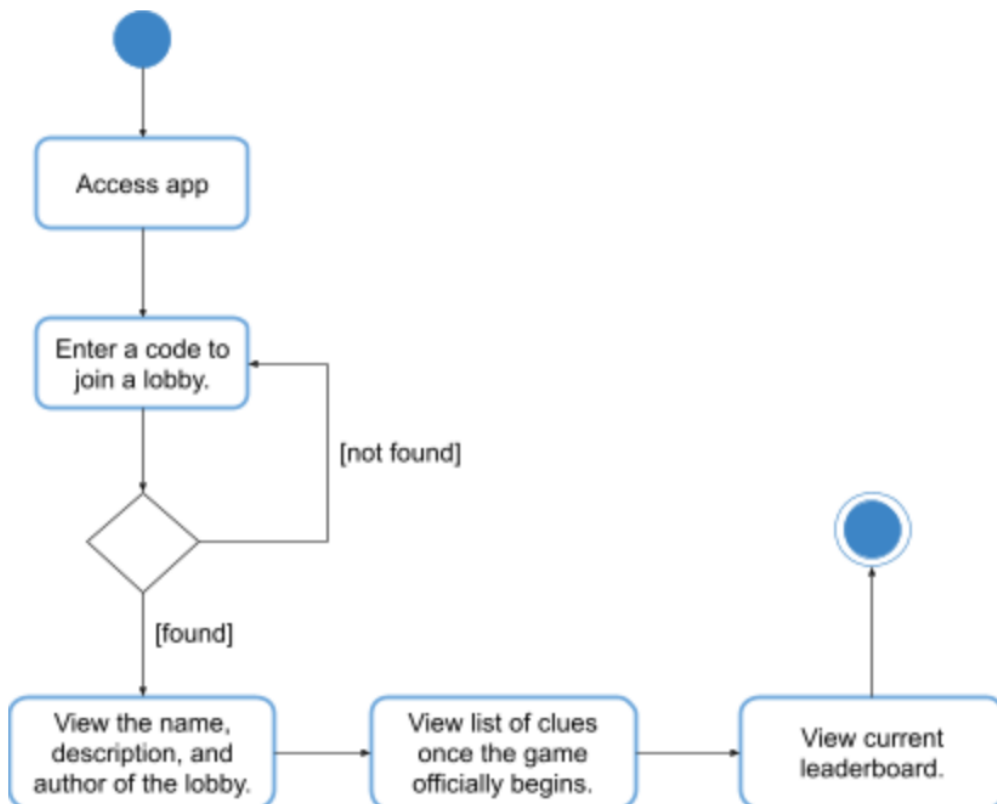 Access app
Enter a code to
join a lobby.
[not found]
[found]
View the name,
description, and
author of the lobby.
View list of clues
once the game
officially begins.
View current
leaderboard.